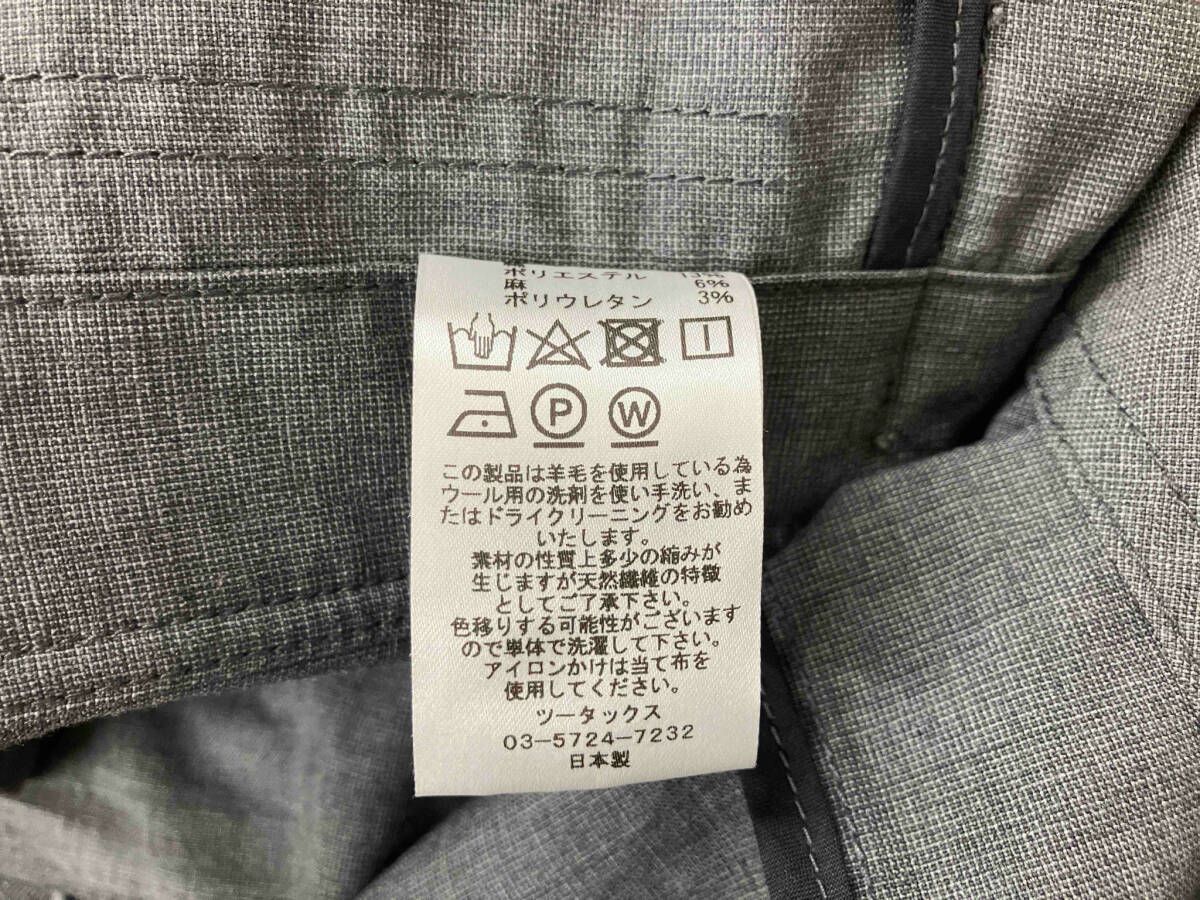 ポリエステル
麻 6%
ポリウレタン 3%
P W
この製品は羊毛を使用している為
ウール用の洗剤を使い手洗い、ま
たはドライクリーニングをお勧め
いたします。
素材の性質上多少の縮みが
生じますが天然繊維の特徴
としてご了承下さい。
色移りする可能性がございます
ので単体で洗濯して下さい。
アイロンかけは当て布を
使用してください。
ツータックス
03-5724-7232
日本製